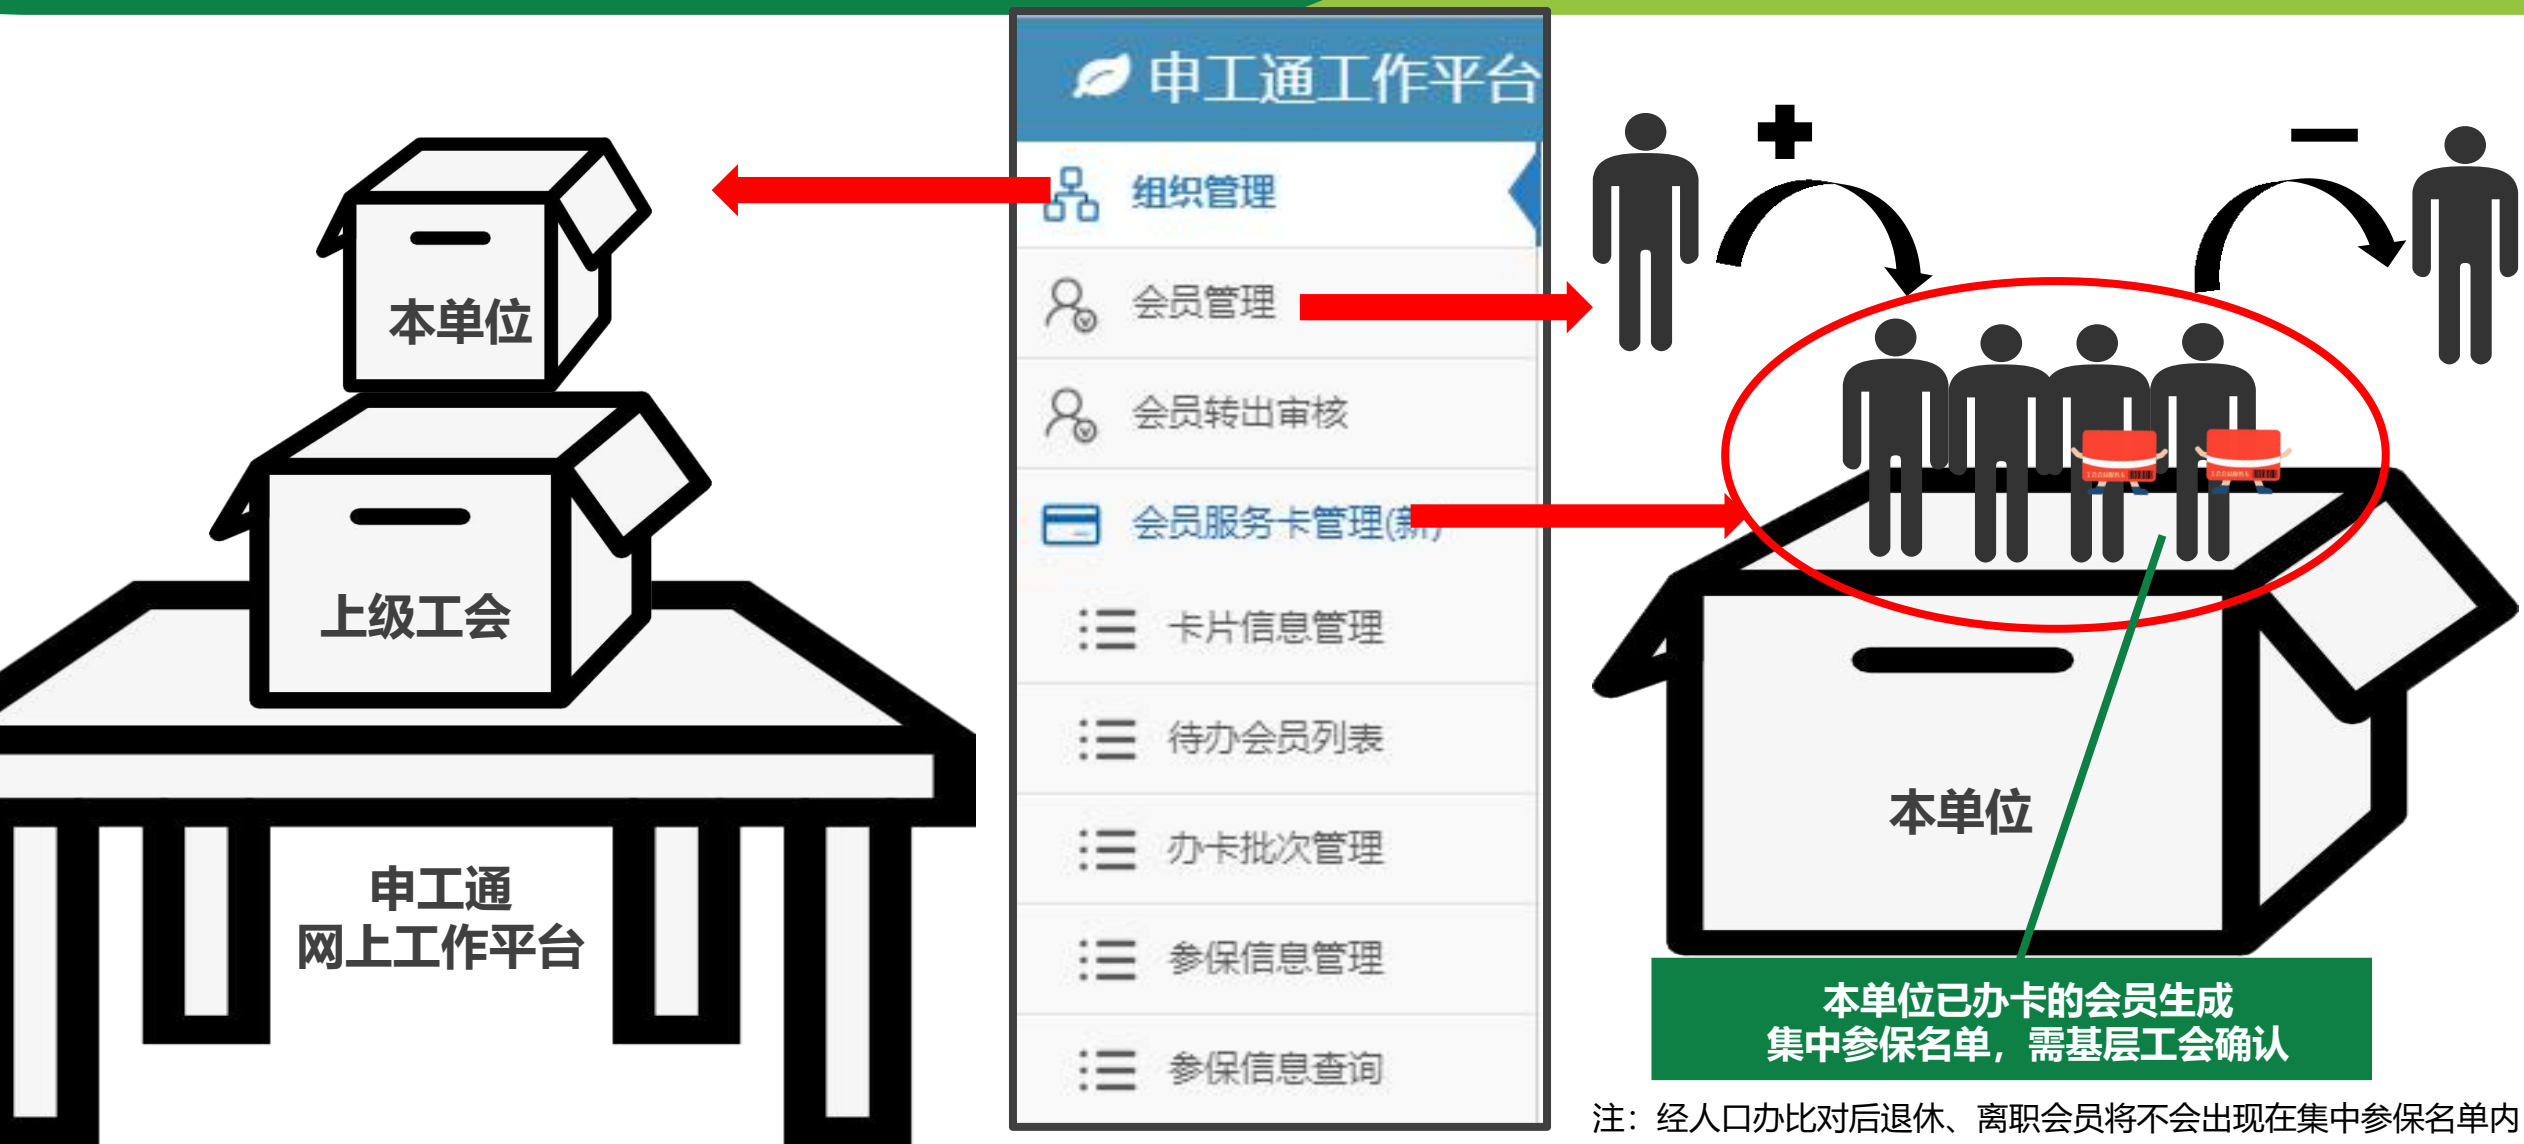 本单位
上级工会
申工通
网上工作平台
申工通工作平台
组织管理
会员管理
会员转出审核
会员服务卡管理(新)
卡片信息管理
待办会员列表
办卡批次管理
参保信息管理
参保信息查询
本单位
本单位已办卡的会员生成
集中参保名单，需基层工会确认
注：经人口办比对后退休、离职会员将不会出现在集中参保名单内